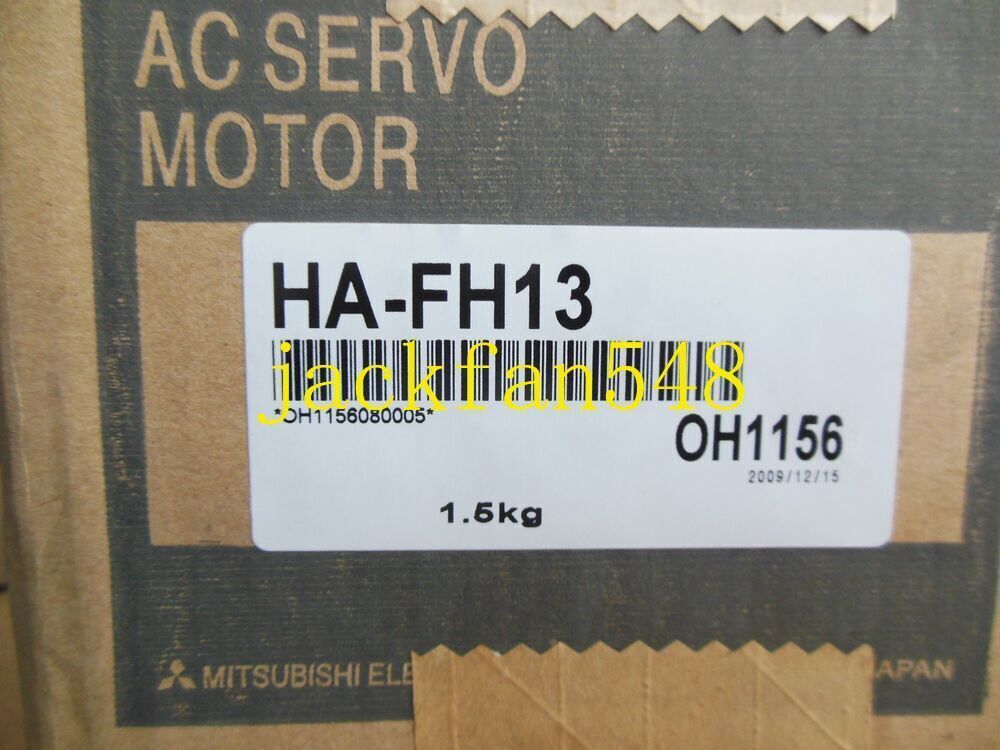 AC SERVO
MOTOR
HA-FH13
jackfan548
*OH1156080005*
OH1156
2009/12/15
1.5kg
MITSUBISHI ELE
APAN